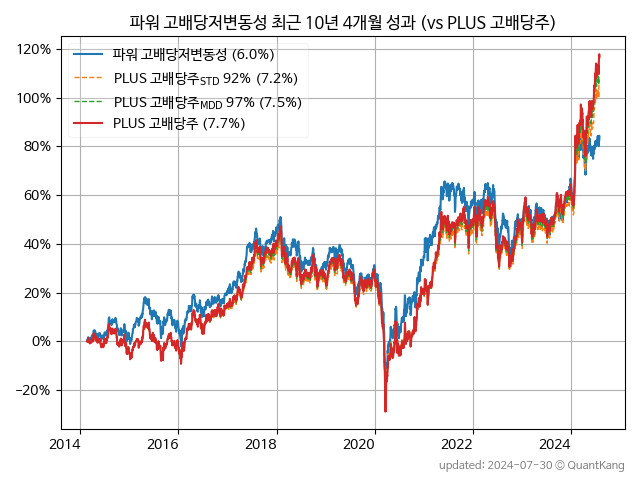 파워 고배당저변동성 최근 10년 4개월 성과 (vs PLUS 고배당주)
파워 고배당저변동성 (6.0%)
PLUS 고배당주STD 92% (7.2%)
PLUS 고배당주MDD 97% (7.5%)
PLUS 고배당주 (7.7%)
120%
100%
80%
60%
40%
20%
0%
−20%
2014 2016 2018 2020 2022 2024
updated: 2024-07-30 © QuantKang